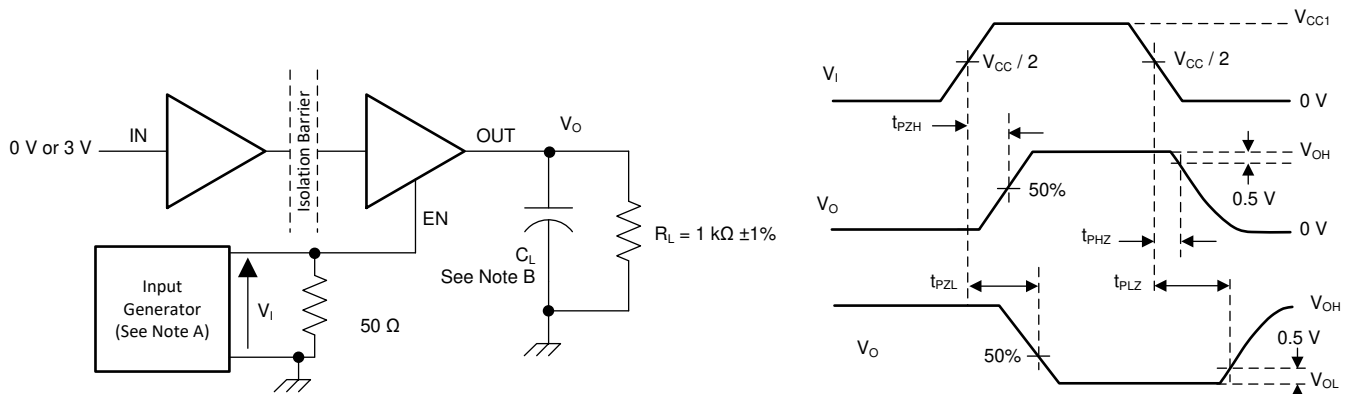 0 V or 3 V
IN
Isolation Barrier
OUT
V_O
EN
Input
Generator
(See Note A)
V_I
50 Ω
C_L
See Note B
R_L = 1 kΩ ±1%
V_I
V_CC / 2
V_CC / 2
V_CC1
0 V
t_PZH
V_O
50%
V_OH
0.5 V
t_PHZ
0 V
t_PZL
t_PLZ
V_O
50%
V_OH
0.5 V
V_OL